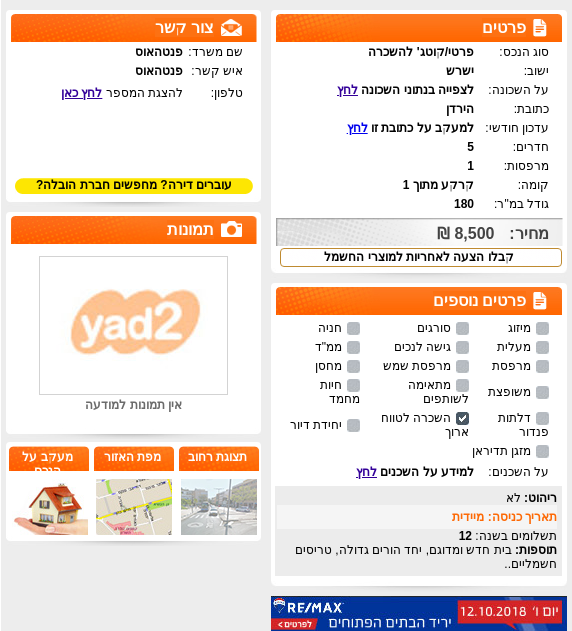 פרטים
סוג הנכס: פרטי/קוטג' להשכרה
ישוב: ישרש
על השכונה: לצפייה בנתוני השכונה לחץ
כתובת: הירדן
עדכון חודשי: למעקב על כתובת זו לחץ
חדרים: 5
מרפסות: 1
קומה: קרקע מתוך 1
גודל במ"ר: 180
מחיר: 8,500 ₪
קבלו הצעה לאחריות למוצרי החשמל
פרטים נוספים
מיזוג סורגים חניה
מעלית גישה לנכים ממ"ד
מרפסת מרפסת שמש מחסן
משופצת מתאימה לשותפים חיות מחמד
דלתות פנדור השכרה לטווח ארוך יחידת דיור
מזגן תדיראן
על השכנים: למידע על השכנים לחץ
ריהוט: לא
תאריך כניסה: מיידית
תשלומים בשנה: 12
תוספות: בית חדש ומדוגם, יחד הורים גדולה, טריסים
חשמליים..
RE/MAX
יום ו' 12.10.2018
יריד הבתים הפתוחים
לפרטים >
צור קשר
שם משרד: פנטהאוס
איש קשר: פנטהאוס
טלפון: להצגת המספר לחץ כאן
עוברים דירה? מחפשים חברת הובלה?
תמונות
yad2
אין תמונות למודעה
תצוגת רחוב
מפת האזור
מעקב על
הנכס